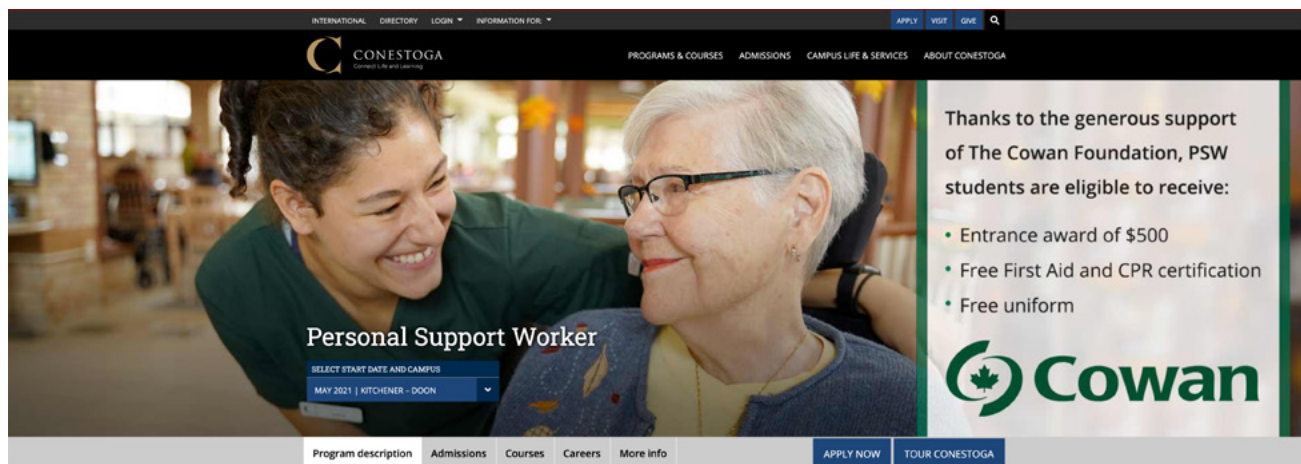 INTERNATIONAL DIRECTORY LOGIN INFORMATION FOR:
APPLY VISIT GIVE
CONESTOGA
Connect Life and Learning
PROGRAMS & COURSES ADMISSIONS CAMPUS LIFE & SERVICES ABOUT CONESTOGA
Personal Support Worker
SELECT START DATE AND CAMPUS
MAY 2021 | KITCHENER – DOON
Thanks to the generous support
of The Cowan Foundation, PSW
students are eligible to receive:
• Entrance award of $500
• Free First Aid and CPR certification
• Free uniform
Cowan
Program description Admissions Courses Careers More info
APPLY NOW TOUR CONESTOGA